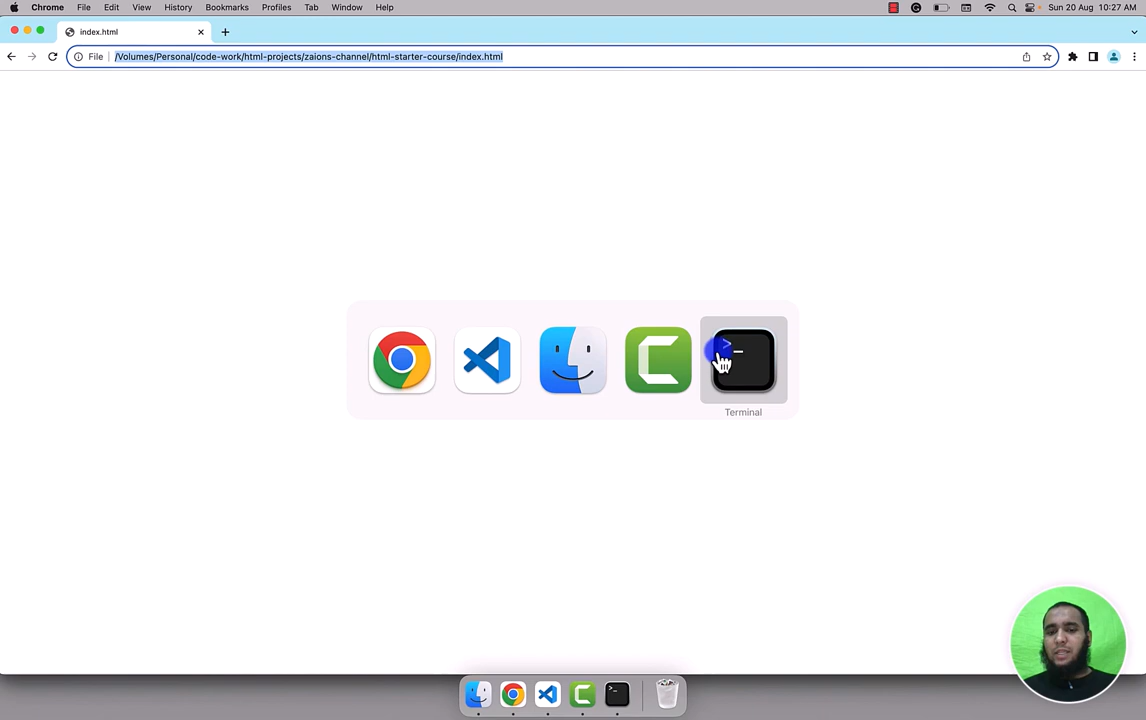 Chrome File Edit View History Bookmarks Profiles Tab Window Help Sun 20 Aug 10:27 AM
index.html
File /Volumes/Personal/code-work/html-projects/zaions-channel/html-starter-course/index.html
Terminal